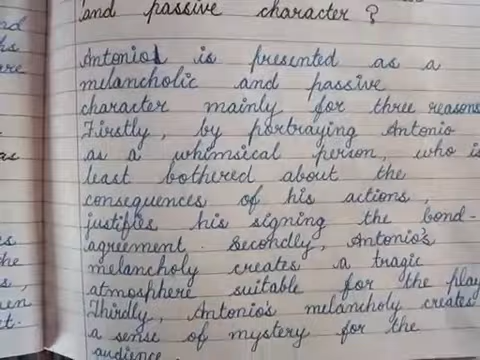 and passive character ?
Antonio is presented as a
melancholic and passive
character mainly for three reasons
Firstly, by portraying Antonio
as a whimsical person, who is
least bothered about the
consequences of his actions,
justifies his signing the bond-
agreement. Secondly, Antonio's
melancholy creates a tragic
atmosphere suitable for the play
Thirdly, Antonio's melancholy creates
a sense of mystery for the
audience.